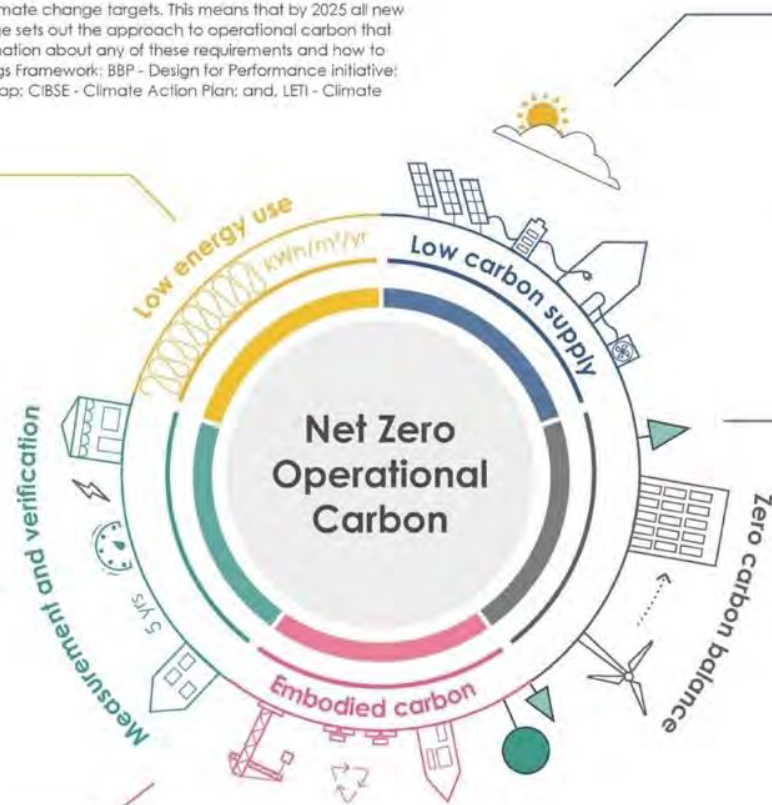 mate change targets. This means that by 2025 all new
e sets out the approach to operational carbon that
nation about any of these requirements and how to
gs Framework; BBP - Design for Performance initiative;
ap; CIBSE - Climate Action Plan; and, LETI - Climate
Low energy use
kWh/m²/yr
Low carbon supply
Net Zero
Operational
Carbon
Zero carbon balance
Embodied carbon
Measurement and verification
5 yrs